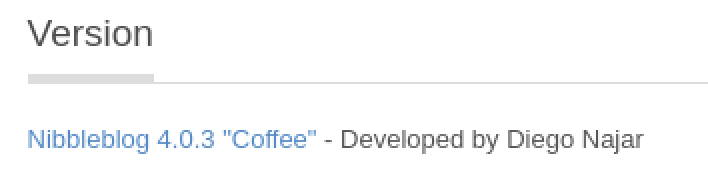 Version
Nibbleblog 4.0.3 "Coffee" - Developed by Diego Najar